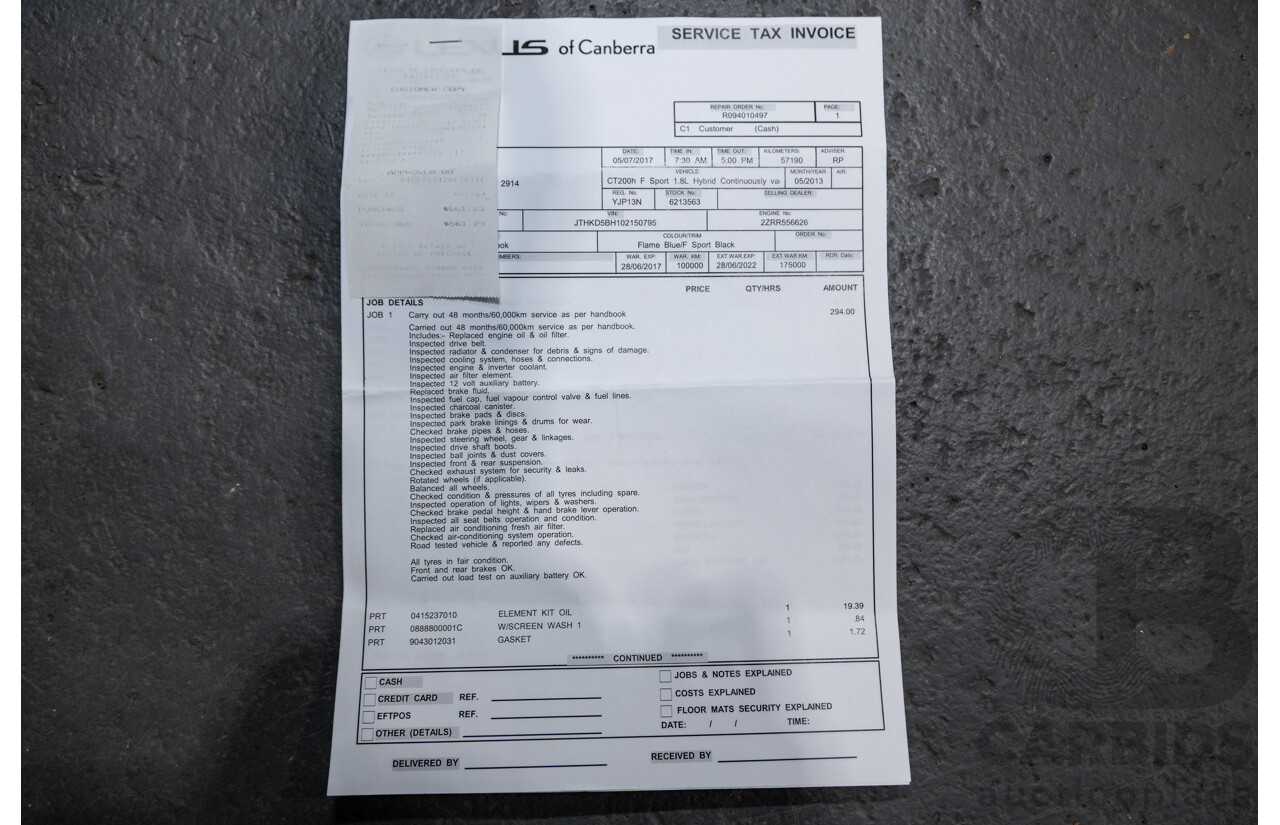 US of Canberra
SERVICE TAX INVOICE
CUSTOMER COPY
REPAIR ORDER No: PAGE:
R094010497 1
C1 Customer (Cash)
DATE: TIME IN: TIME OUT: KILOMETERS: ADVISER:
05/07/2017 7:30 AM 5:00 PM 57190 RP
VEHICLE MONTH/YEAR AIR:
CT200h F Sport 1.8L Hybrid Continuously va 05/2013
2914
REG. No: STOCK No: SELLING DEALER:
YJP13N 6213563
No: VIN: ENGINE No:
JTHKD5BH102150795 2ZRR556626
COLOUR/TRIM ORDER No:
ok Flame Blue/F Sport Black
MBERS: WAR. EXP: WAR. KM: EXT.WAR.EXP: EXT.WAR.KM: RDR Date:
28/06/2017 100000 28/06/2022 175000
APPROVED 00
PURCHASE $561.23
$561.23
PRICE QTY/HRS AMOUNT
JOB DETAILS
JOB 1 Carry out 48 months/60,000km service as per handbook 294.00
Carried out 48 months/60,000km service as per handbook.
Includes:- Replaced engine oil & oil filter.
Inspected drive belt.
Inspected radiator & condenser for debris & signs of damage.
Inspected cooling system, hoses & connections.
Inspected engine & inverter coolant.
Inspected air filter element.
Inspected 12 volt auxiliary battery.
Replaced brake fluid.
Inspected fuel cap, fuel vapour control valve & fuel lines.
Inspected charcoal canister.
Inspected brake pads & discs.
Inspected park brake linings & drums for wear.
Checked brake pipes & hoses.
Inspected steering wheel, gear & linkages.
Inspected drive shaft boots.
Inspected ball joints & dust covers.
Inspected front & rear suspension.
Checked exhaust system for security & leaks.
Rotated wheels (if applicable).
Balanced all wheels.
Checked condition & pressures of all tyres including spare.
Inspected operation of lights, wipers & washers.
Checked brake pedal height & hand brake lever operation.
Inspected all seat belts operation and condition.
Replaced air conditioning fresh air filter.
Checked air-conditioning system operation.
Road tested vehicle & reported any defects.
All tyres in fair condition.
Front and rear brakes OK.
Carried out load test on auxiliary battery OK.
PRT 0415237010 ELEMENT KIT OIL 1 19.39
PRT 0888800001C W/SCREEN WASH 1 1 .84
PRT 9043012031 GASKET 1 1.72
********** CONTINUED **********
CASH
CREDIT CARD REF.
EFTPOS REF.
OTHER (DETAILS)
JOBS & NOTES EXPLAINED
COSTS EXPLAINED
FLOOR MATS SECURITY EXPLAINED
DATE: / / TIME:
DELIVERED BY RECEIVED BY